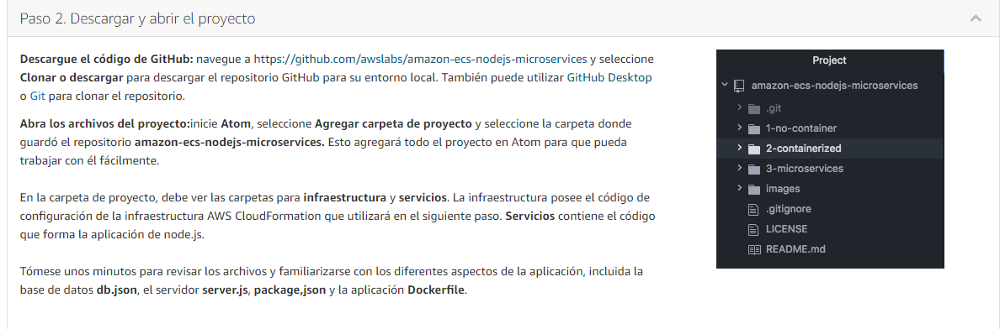 Paso 2. Descargar y abrir el proyecto
Descargue el código de GitHub: navegue a https://github.com/awslabs/amazon-ecs-nodejs-microservices y seleccione
Clonar o descargar para descargar el repositorio GitHub para su entorno local. También puede utilizar GitHub Desktop
o Git para clonar el repositorio.
Abra los archivos del proyecto:inicie Atom, seleccione Agregar carpeta de proyecto y seleccione la carpeta donde
guardó el repositorio amazon-ecs-nodejs-microservices. Esto agregará todo el proyecto en Atom para que pueda
trabajar con él fácilmente.
En la carpeta de proyecto, debe ver las carpetas para infraestructura y servicios. La infraestructura posee el código de
configuración de la infraestructura AWS CloudFormation que utilizará en el siguiente paso. Servicios contiene el código
que forma la aplicación de node.js.
Tómese unos minutos para revisar los archivos y familiarizarse con los diferentes aspectos de la aplicación, incluida la
base de datos db.json, el servidor server.js, package,json y la aplicación Dockerfile.
Project
amazon-ecs-nodejs-microservices
.git
1-no-container
2-containerized
3-microservices
images
.gitignore
LICENSE
README.md